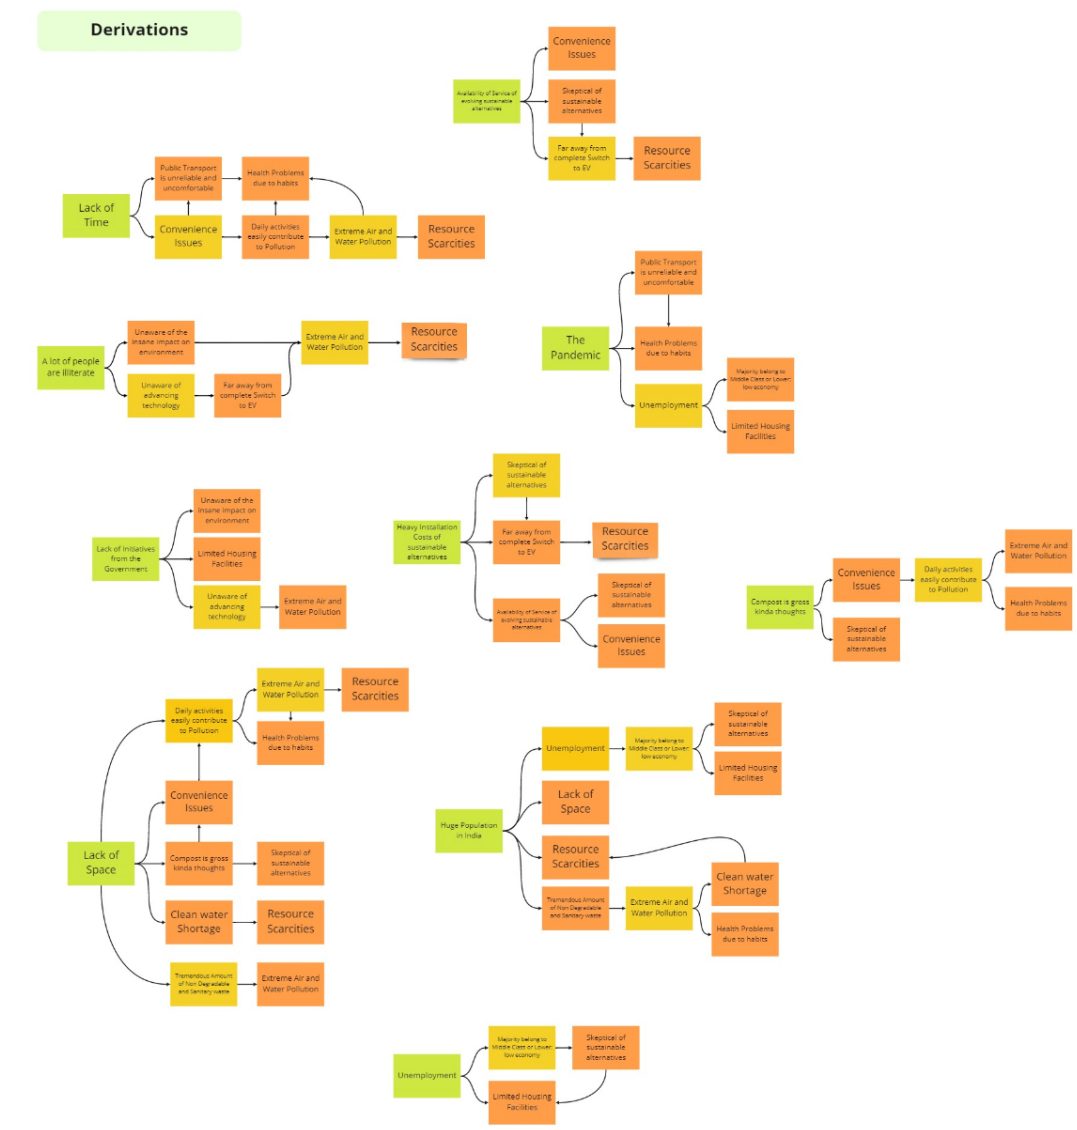 Derivations
Convenience
Issues
Availability of Service of
evolving sustainable
alternatives
Skeptical of
sustainable
alternatives
Far away from
complete Switch
to EV
Resource
Scarcities
Lack of
Time
Public Transport
is unreliable and
uncomfortable
Health Problems
due to habits
Convenience
Issues
Daily activities
easily contribute
to Pollution
Extreme Air and
Water Pollution
Resource
Scarcities
A lot of people
are illiterate
Unaware of the
insane impact on
environment
Unaware of
advancing
technology
Far away from
complete Switch
to EV
Extreme Air and
Water Pollution
Resource
Scarcities
The
Pandemic
Public Transport
is unreliable and
uncomfortable
Health Problems
due to habits
Unemployment
Majority belong to
Middle Class or Lower:
low economy
Limited Housing
Facilities
Lack of Initiatives
from the
Government
Unaware of the
insane impact on
environment
Limited Housing
Facilities
Unaware of
advancing
technology
Extreme Air and
Water Pollution
Heavy Installation
Costs of
sustainable
alternatives
Skeptical of
sustainable
alternatives
Far away from
complete Switch
to EV
Resource
Scarcities
Availability of Service of
evolving sustainable
alternatives
Skeptical of
sustainable
alternatives
Convenience
Issues
Compost is gross
kinda thoughts
Convenience
Issues
Skeptical of
sustainable
alternatives
Daily activities
easily contribute
to Pollution
Extreme Air and
Water Pollution
Health Problems
due to habits
Lack of
Space
Daily activities
easily contribute
to Pollution
Extreme Air and
Water Pollution
Resource
Scarcities
Health Problems
due to habits
Convenience
Issues
Compost is gross
kinda thoughts
Skeptical of
sustainable
alternatives
Clean water
Shortage
Resource
Scarcities
Tremendous Amount
of Non Degradable
and Sanitary waste
Extreme Air and
Water Pollution
Huge Population
in India
Unemployment
Majority belong to
Middle Class or Lower:
low economy
Skeptical of
sustainable
alternatives
Limited Housing
Facilities
Lack of
Space
Resource
Scarcities
Tremendous Amount
of Non Degradable
and Sanitary waste
Extreme Air and
Water Pollution
Clean water
Shortage
Health Problems
due to habits
Unemployment
Majority belong to
Middle Class or Lower:
low economy
Skeptical of
sustainable
alternatives
Limited Housing
Facilities